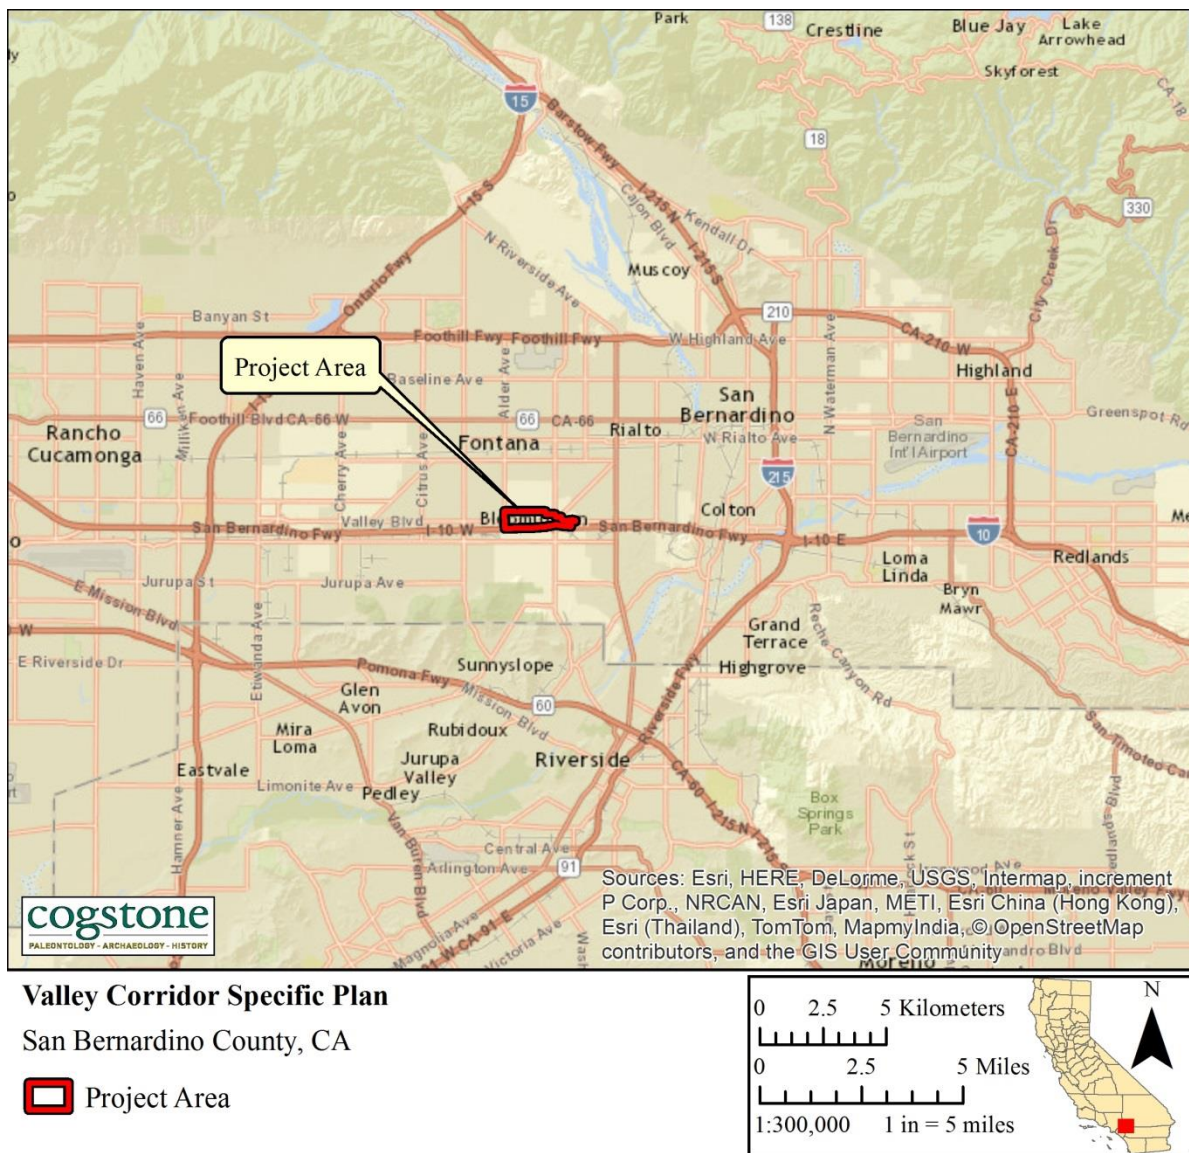 Park
138
Crestline
Blue Jay
Lake
Arrowhead
Skyforest
CA-18
15
Barstow Fwy
18
I-15 S
Cajon Blvd
I-215-N
Kendall Dr
I-215-S
330
City Creek Dr
N Riverside Ave
Muscoy
Ontario Fwy
Banyan St
210
Foothill Fwy
Foothill Fwy
W Highland Ave
CA-210 W
Haven Ave
Project Area
Alder Ave
N Waterman Ave
Highland
Baseline Ave
Milliken Ave
San
Bernardino
66
Foothill Blvd
CA-66 W
66
CA-66
Greenspot Rd
Rancho
Cucamonga
Cherry Ave
Citrus Ave
Fontana
Rialto
W Rialto Ave
San
Bernardino
Int'l Airport
CA-210 E
215
Valley Blvd
Colton
San Bernardino Fwy
I-10 W
San Bernardino Fwy
I-10 E
10
Loma
Linda
Redlands
Jurupa St
Jurupa Ave
Bryn
Mawr
E Mission Blvd
Etiwanda Ave
Grand
Terrace
Reche Canyon Rd
E Riverside Dr
Pomona Fwy
Sunnyslope
Highgrove
Glen
Avon
Mission Blvd
60
Riverside Fwy
Mira
Loma
Rubidoux
Riverside
Eastvale
Jurupa
Valley
CA-60
Limonite Ave
Pedley
I-215 N
Box
Springs
Park
Hamner Ave
Van Buren Blvd
Central Ave
Arlington Ave
91
Magnolia Ave
CA-91 E
Victoria Ave
Sources: Esri, HERE, DeLorme, USGS, Intermap, increment
P Corp., NRCAN, Esri Japan, METI, Esri China (Hong Kong),
Esri (Thailand), TomTom, MapmyIndia, © OpenStreetMap
contributors, and the GIS User Community
cogstone
PALEONTOLOGY - ARCHAEOLOGY - HISTORY
Valley Corridor Specific Plan
San Bernardino County, CA
Project Area
0 2.5 5 Kilometers
0 2.5 5 Miles
1:300,000 1 in = 5 miles
N